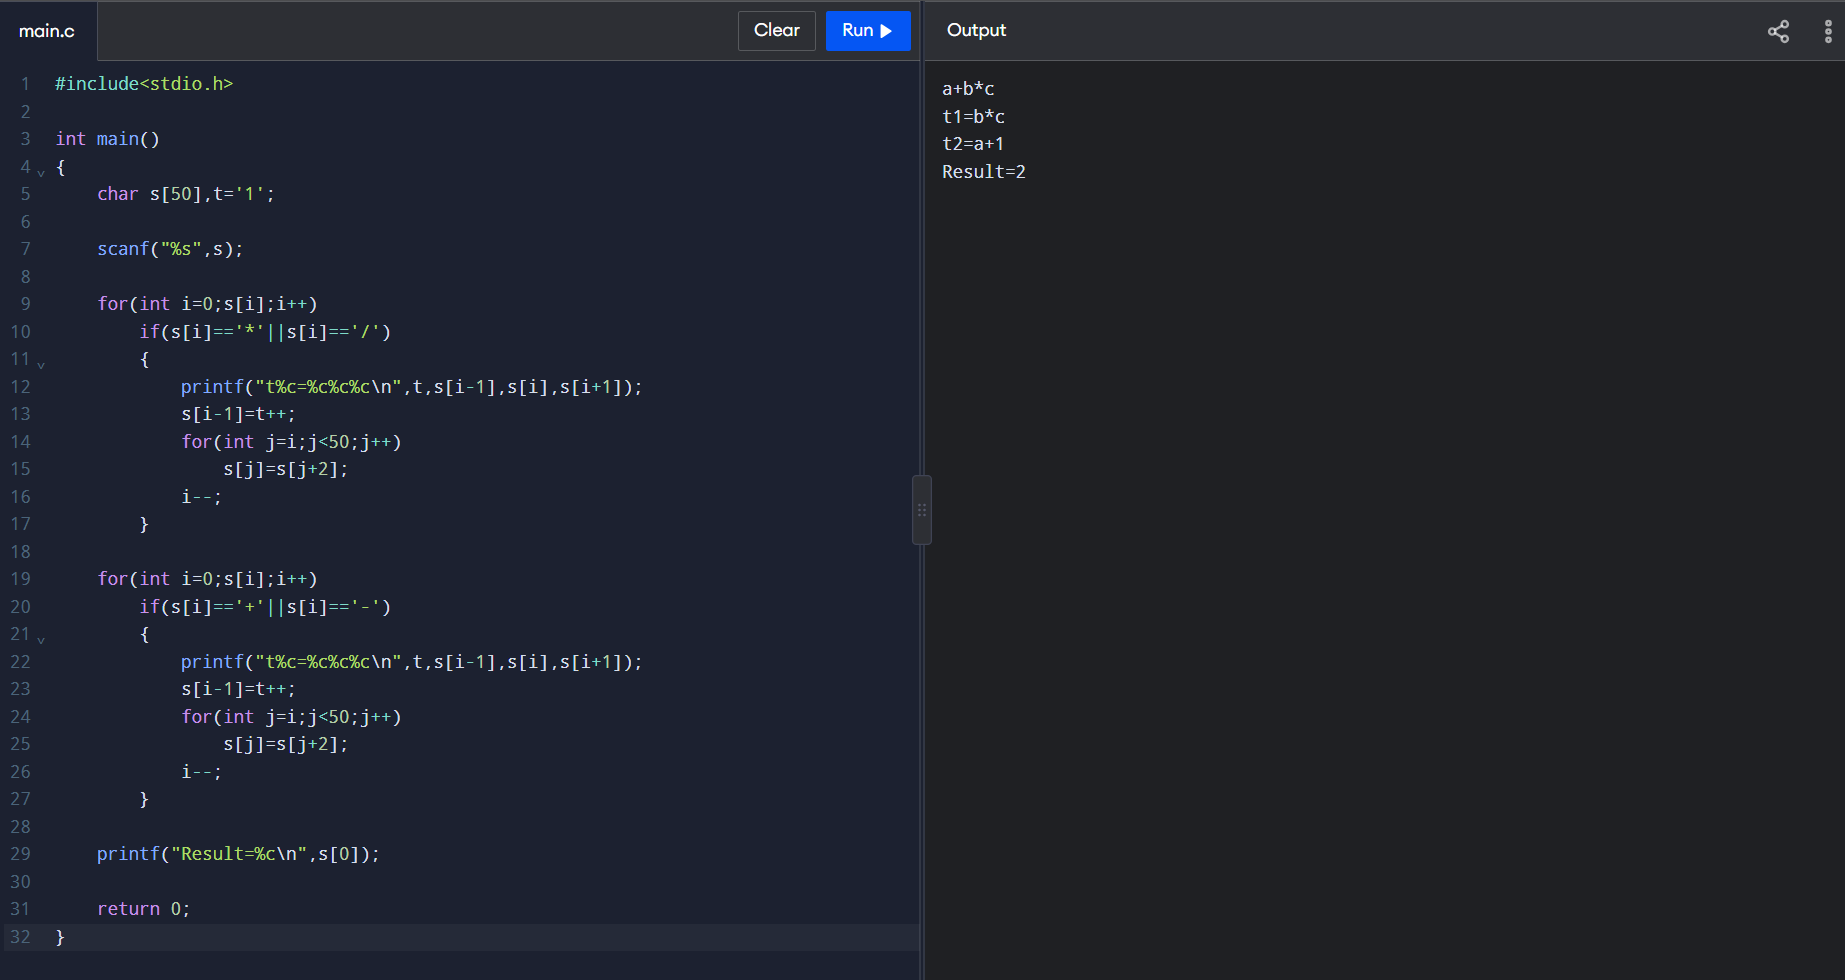 main.c
Clear
Run
1 #include<stdio.h>
2
3 int main()
4 {
5     char s[50],t='1';
6
7     scanf("%s",s);
8
9     for(int i=0;s[i];i++)
10         if(s[i]=='*'||s[i]=='/')
11         {
12             printf("t%c=%c%c%c\n",t,s[i-1],s[i],s[i+1]);
13             s[i-1]=t++;
14             for(int j=i;j<50;j++)
15                 s[j]=s[j+2];
16             i--;
17         }
18
19     for(int i=0;s[i];i++)
20         if(s[i]=='+'||s[i]=='-')
21         {
22             printf("t%c=%c%c%c\n",t,s[i-1],s[i],s[i+1]);
23             s[i-1]=t++;
24             for(int j=i;j<50;j++)
25                 s[j]=s[j+2];
26             i--;
27         }
28
29     printf("Result=%c\n",s[0]);
30
31     return 0;
32 }
Output
a+b*c
t1=b*c
t2=a+1
Result=2